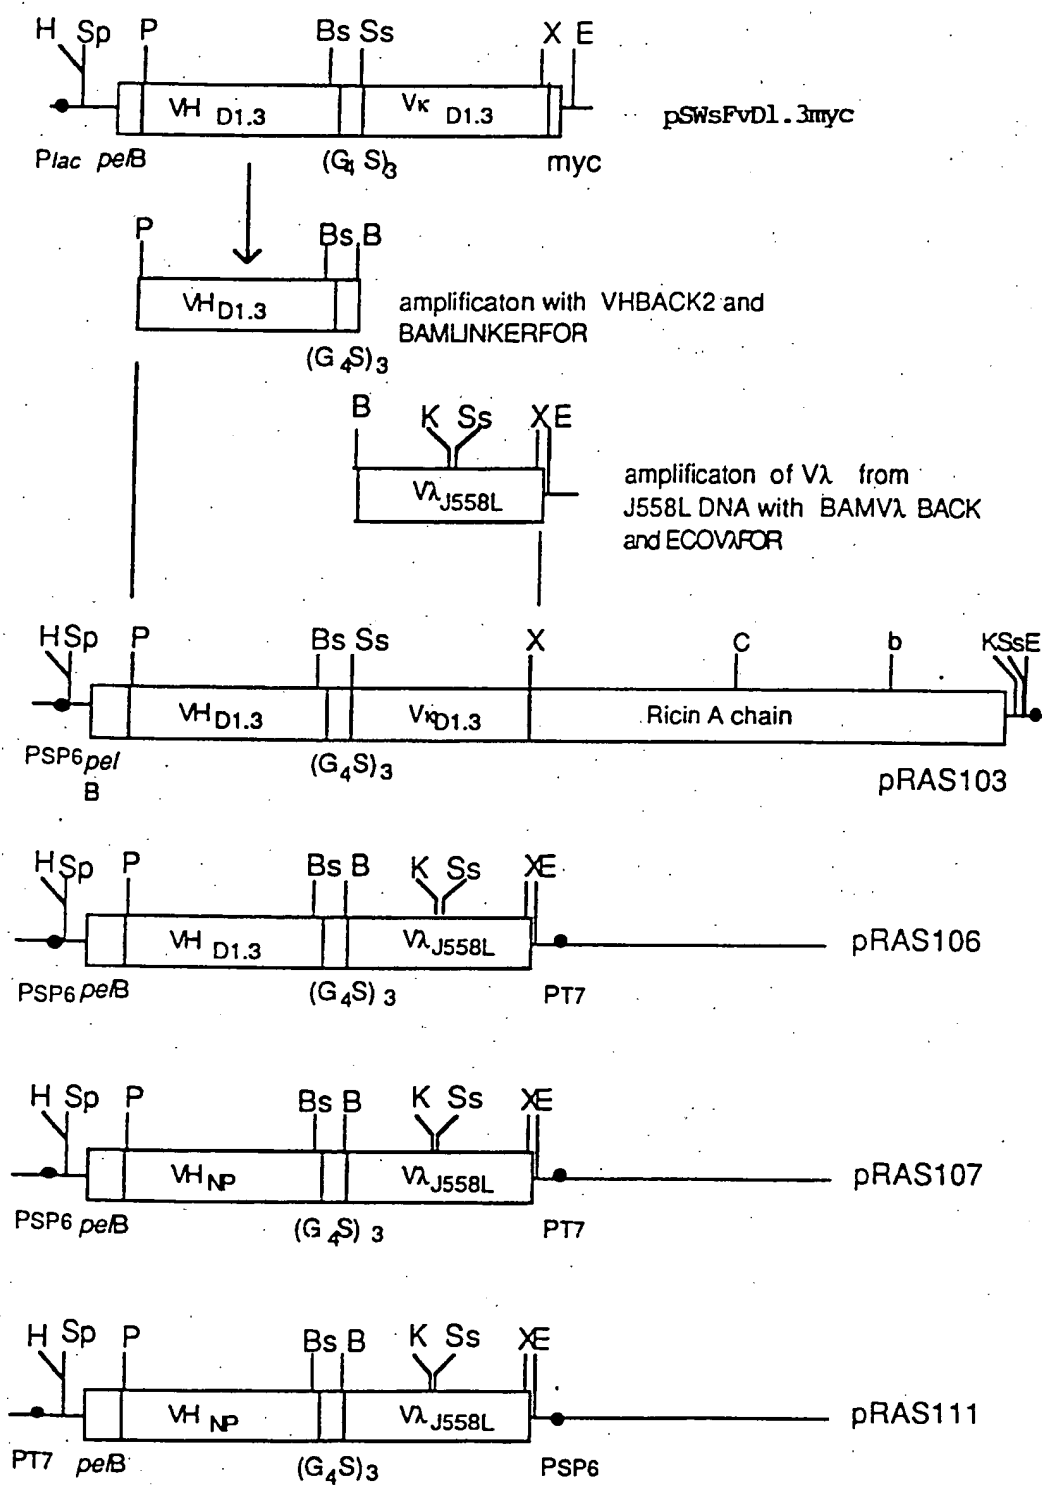 H Sp P Bs Ss X E
VH D1.3 Vκ D1.3 pSWsFvD1.3myc
Plac pelB (G4 S)3 myc
P Bs B
VH D1.3
amplificaton with VHBACK2 and
BAMLINKERFOR
(G4S)3
B K Ss X E
Vλ J558L
amplificaton of Vλ from
J558L DNA with BAMVλ BACK
and ECOVλFOR
H Sp P Bs Ss X C b K Ss E
VH D1.3 Vκ D1.3 Ricin A chain
PSP6 pel
B
(G4S)3
pRAS103
H Sp P Bs B K Ss X E
VH D1.3 Vλ J558L pRAS106
PSP6 pelB (G4S)3 PT7
H Sp P Bs B K Ss X E
VH NP Vλ J558L pRAS107
PSP6 pelB (G4S)3 PT7
H Sp P Bs B K Ss X E
VH NP Vλ J558L pRAS111
PT7 pelB (G4S)3 PSP6